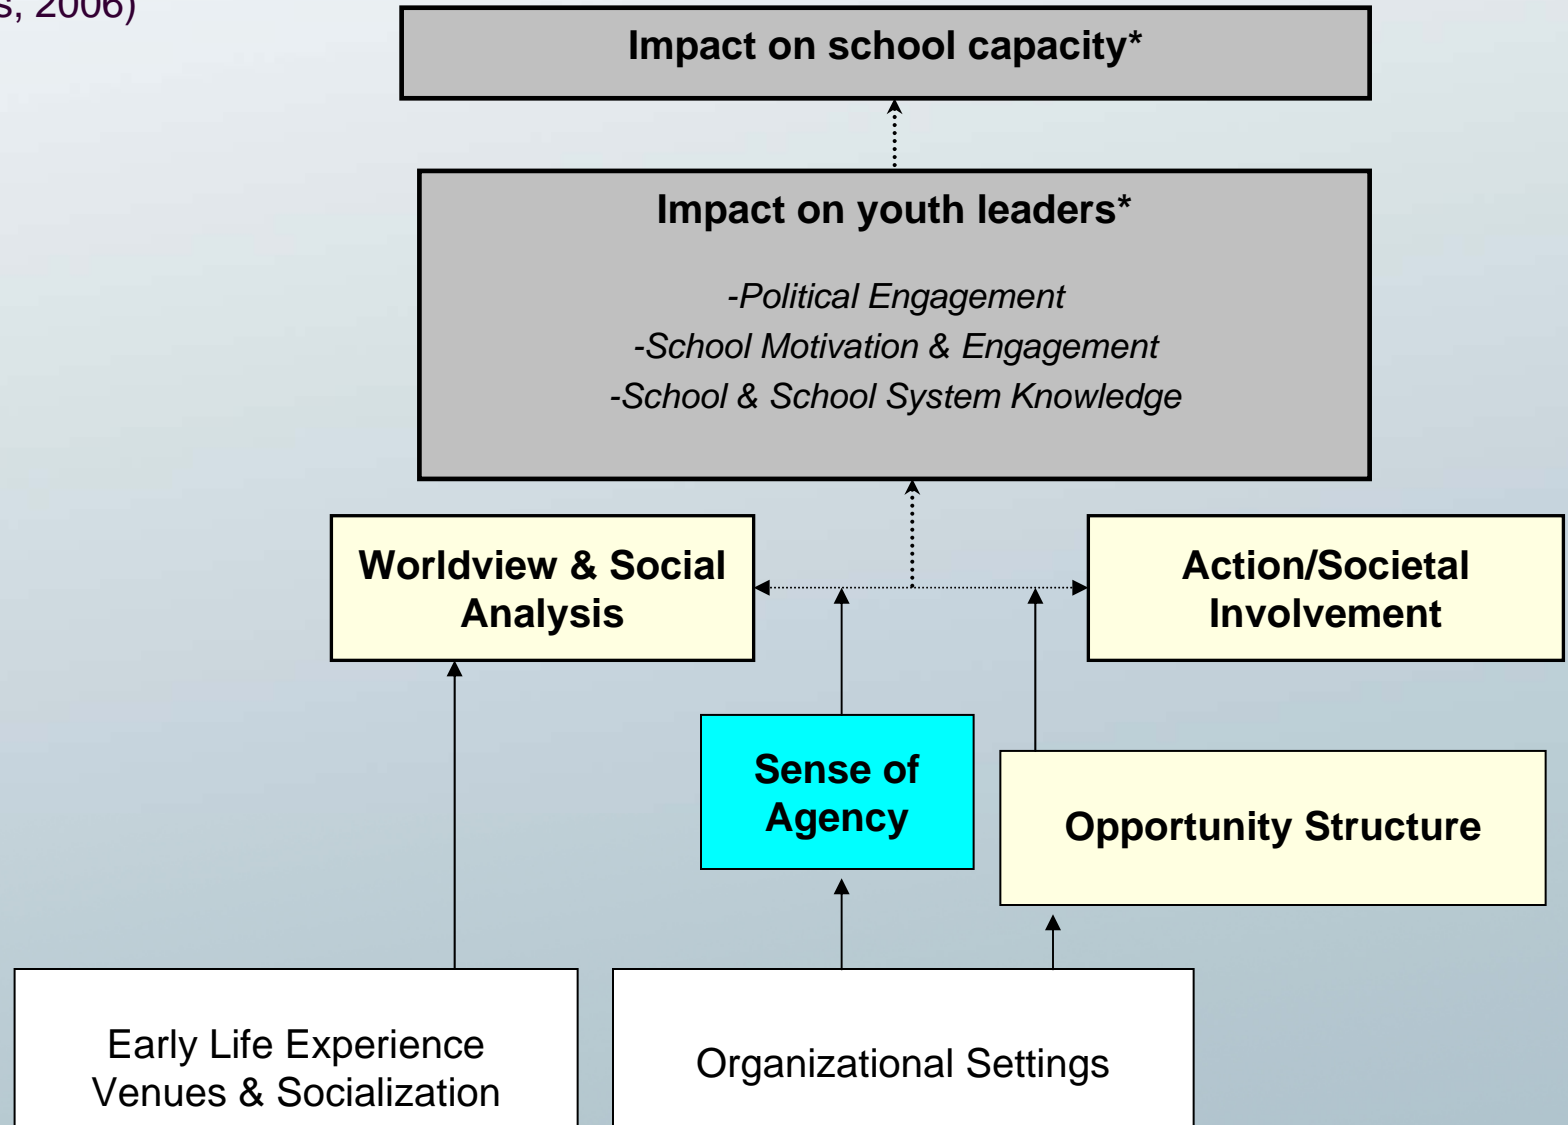 s, 2006)
Impact on school capacity*
Impact on youth leaders*
-Political Engagement
-School Motivation & Engagement
-School & School System Knowledge
Worldview & Social
Analysis
Action/Societal
Involvement
Sense of
Agency
Opportunity Structure
Early Life Experience
Venues & Socialization
Organizational Settings